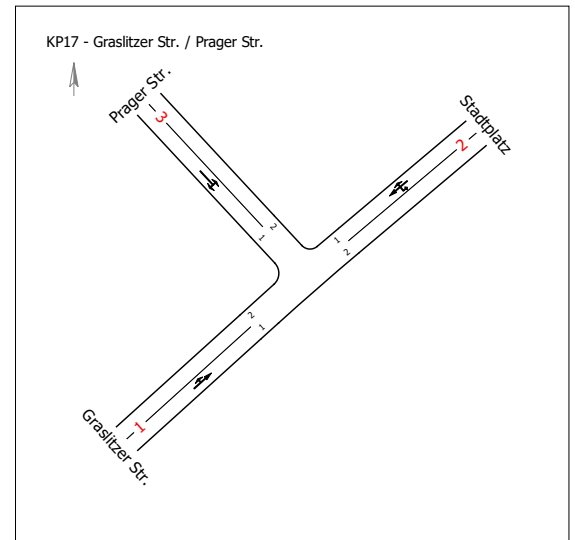 KP17 - Graslitzer Str. / Prager Str.
Prager Str.
3
Stadtplatz
2
2
1
1
2
2
1
1
Graslitzer Str.